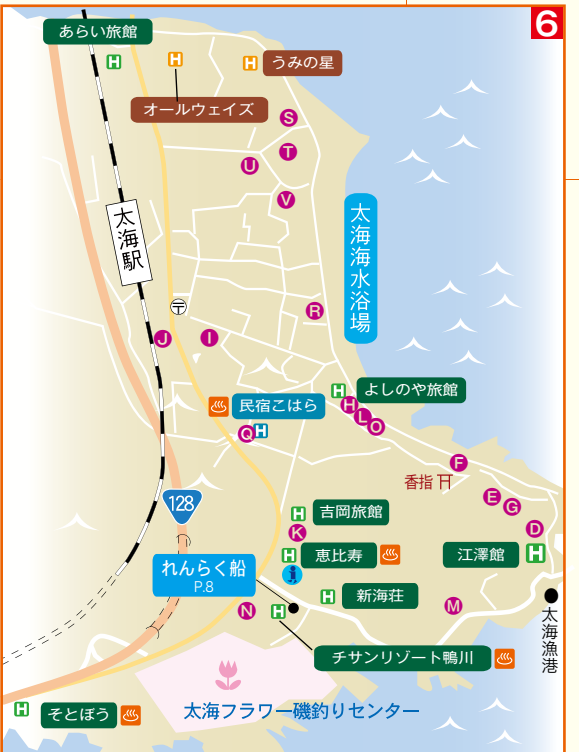 6
あらい旅館
H
H
H
うみの星
オールウェイズ
S
T
U
V
太海駅
太海海水浴場
〒
R
J
I
H
よしのや旅館
民宿こはら
H
L
O
Q
H
F
香指
E
G
D
128
H
吉岡旅館
K
H
恵比寿
江澤館
H
れんらく船
P.8
i
新海荘
H
M
N
H
太海漁港
チサンリゾート鴨川
H
そとぼう
太海フラワー磯釣りセンター